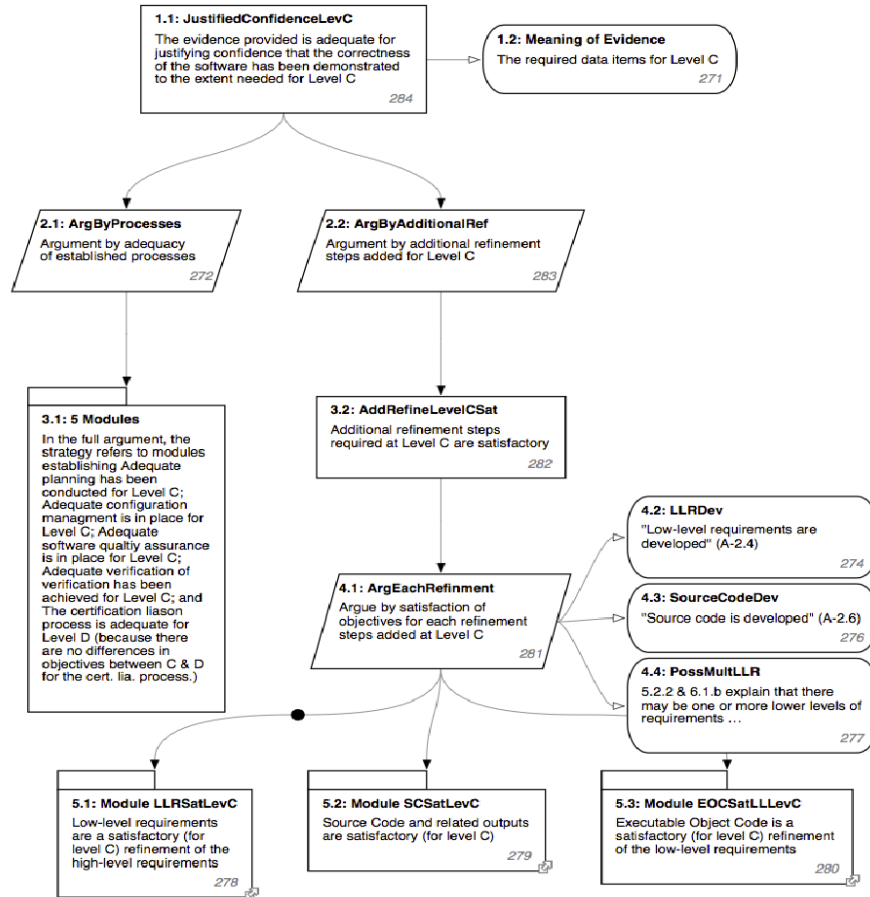 1.1: JustifiedConfidenceLevC
The evidence provided is adequate for
justifying confidence that the correctness
of the software has been demonstrated
to the extent needed for Level C
284
1.2: Meaning of Evidence
The required data items for Level C
271
2.1: ArgByProcesses
Argument by adequacy
of established processes
272
2.2: ArgByAdditionalRef
Argument by additional refinement
steps added for Level C
283
3.1: 5 Modules
In the full argument, the
strategy refers to modules
establishing Adequate
planning has been
conducted for Level C;
Adequate configuration
managment is in place for
Level C; Adequate
software qualtiy assurance
is in place for Level C;
Adequate verification of
verification has been
achieved for Level C; and
The certification liason
process is adequate for
Level D (because there
are no differences in
objectives between C & D
for the cert. lia. process.)
3.2: AddRefineLevelCSat
Additional refinement steps
required at Level C are satisfactory
282
4.1: ArgEachRefinment
Argue by satisfaction of
objectives for each refinement
steps added at Level C
281
4.2: LLRDev
"Low-level requirements are
developed" (A-2.4)
274
4.3: SourceCodeDev
"Source code is developed" (A-2.6)
276
4.4: PossMultLLR
5.2.2 & 6.1.b explain that there
may be one or more lower levels of
requirements ...
277
5.1: Module LLRSatLevC
Low-level requirements
are a satisfactory (for
level C) refinement of the
high-level requirements
278
5.2: Module SCSatLevC
Source Code and related outputs
are satisfactory (for level C)
279
5.3: Module EOCSatLLLevC
Executable Object Code is a
satisfactory (for level C) refinement
of the low-level requirements
280